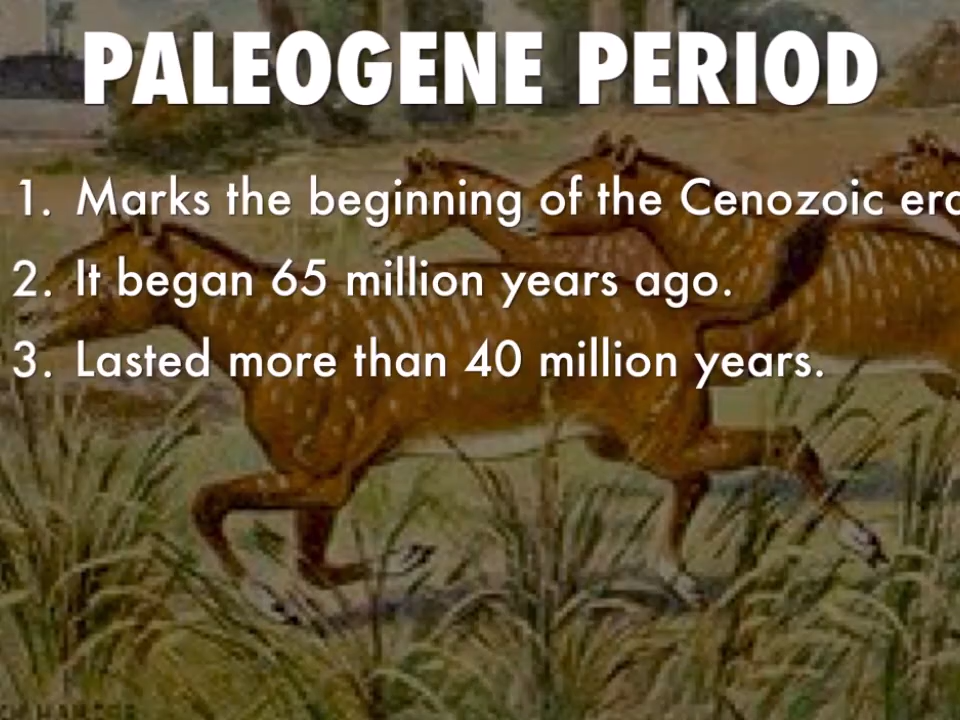 PALEOGENE PERIOD
1. Marks the beginning of the Cenozoic era
2. It began 65 million years ago.
3. Lasted more than 40 million years.